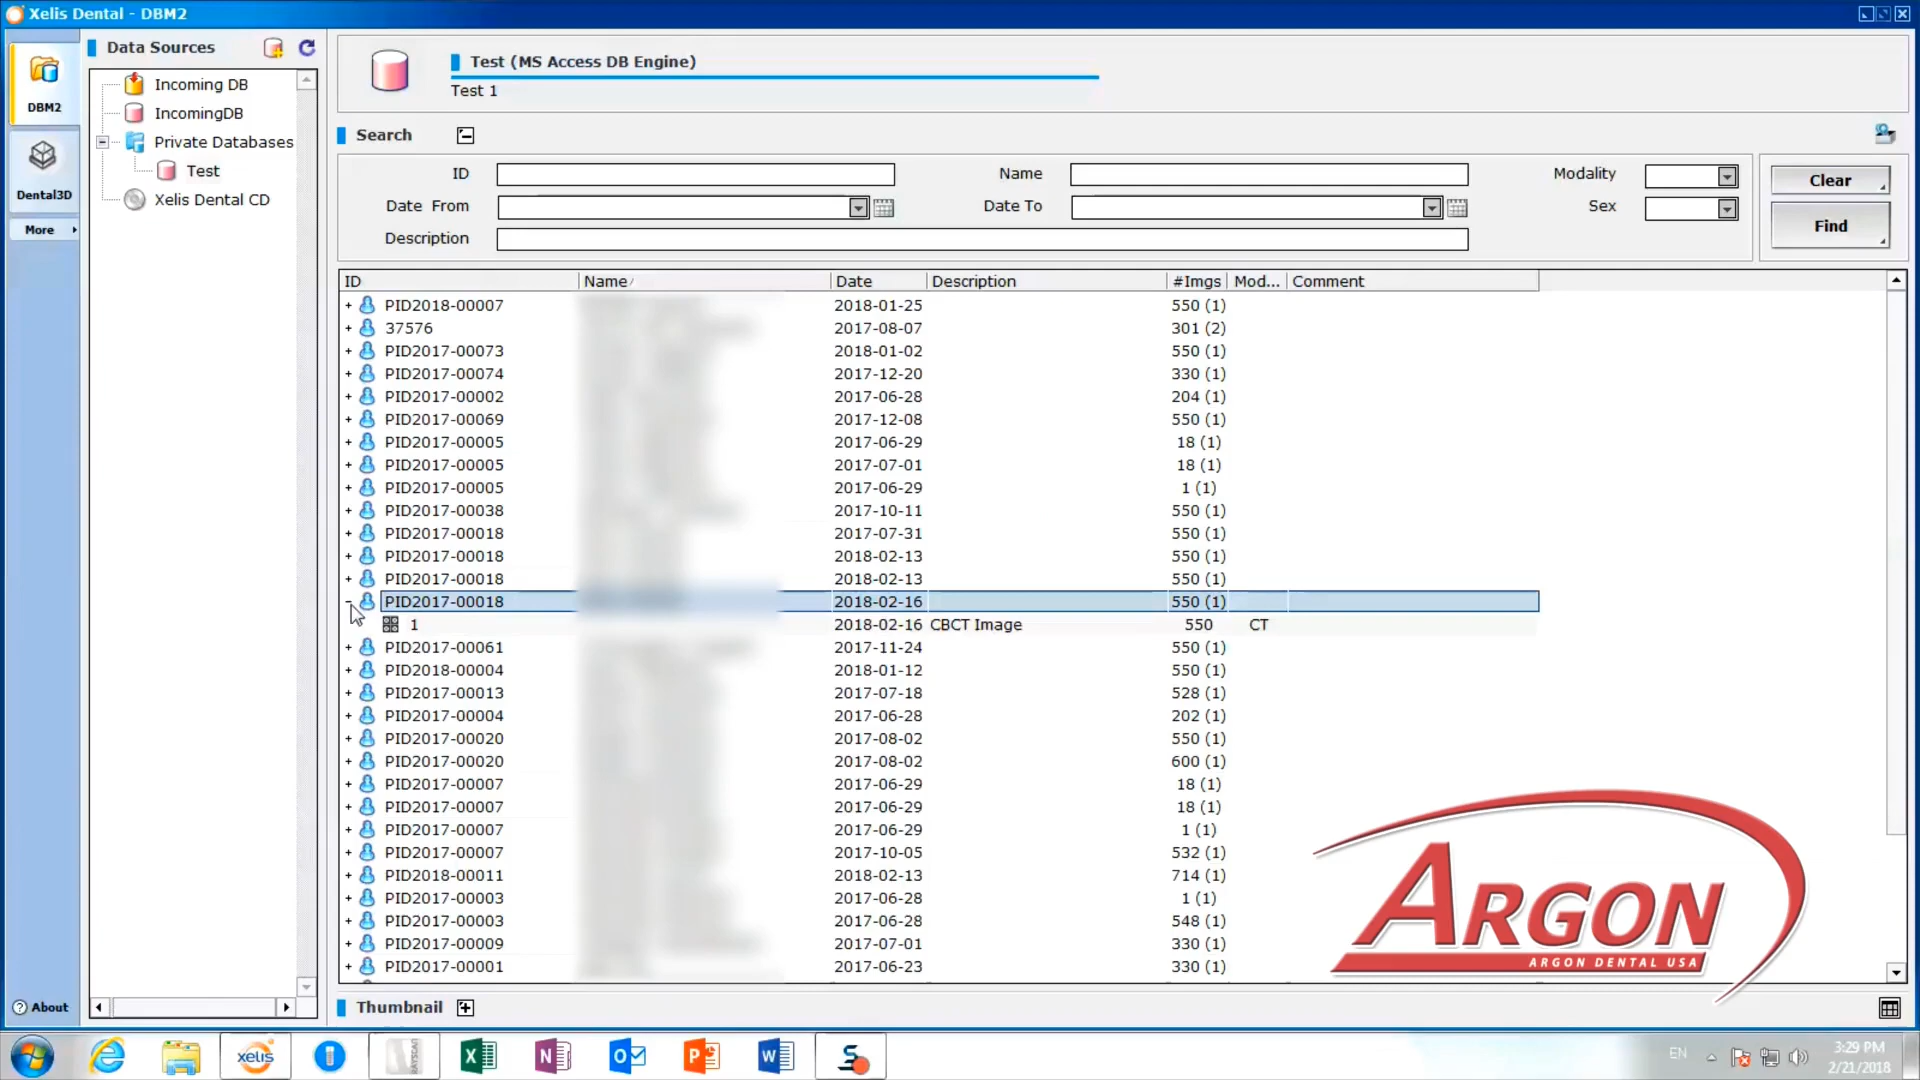 Xelis Dental - DBM2
DBM2
Dental3D
More
About
Data Sources
Incoming DB
IncomingDB
Private Databases
Test
Xelis Dental CD
Test (MS Access DB Engine)
Test 1
Search
ID Name Modality
Date From Date To Sex
Description
Clear
Find
ID Name Date Description #Imgs Mod... Comment
PID2018-00007 2018-01-25 550 (1)
37576 2017-08-07 301 (2)
PID2017-00073 2018-01-02 550 (1)
PID2017-00074 2017-12-20 330 (1)
PID2017-00002 2017-06-28 204 (1)
PID2017-00069 2017-12-08 550 (1)
PID2017-00005 2017-06-29 18 (1)
PID2017-00005 2017-07-01 18 (1)
PID2017-00005 2017-06-29 1 (1)
PID2017-00038 2017-10-11 550 (1)
PID2017-00018 2017-07-31 550 (1)
PID2017-00018 2018-02-13 550 (1)
PID2017-00018 2018-02-13 550 (1)
PID2017-00018 2018-02-16 550 (1)
1 2018-02-16 CBCT Image 550 CT
PID2017-00061 2017-11-24 550 (1)
PID2018-00004 2018-01-12 550 (1)
PID2017-00013 2017-07-18 528 (1)
PID2017-00004 2017-06-28 202 (1)
PID2017-00020 2017-08-02 550 (1)
PID2017-00020 2017-08-02 600 (1)
PID2017-00007 2017-06-29 18 (1)
PID2017-00007 2017-06-29 18 (1)
PID2017-00007 2017-06-29 1 (1)
PID2017-00007 2017-10-05 532 (1)
PID2018-00011 2018-02-13 714 (1)
PID2017-00003 2017-06-28 1 (1)
PID2017-00003 2017-06-28 548 (1)
PID2017-00009 2017-07-01 330 (1)
PID2017-00001 2017-06-23 330 (1)
ARGON
ARGON DENTAL USA
Thumbnail
xelis
RAYSCAN
EN
3:29 PM
2/21/2018